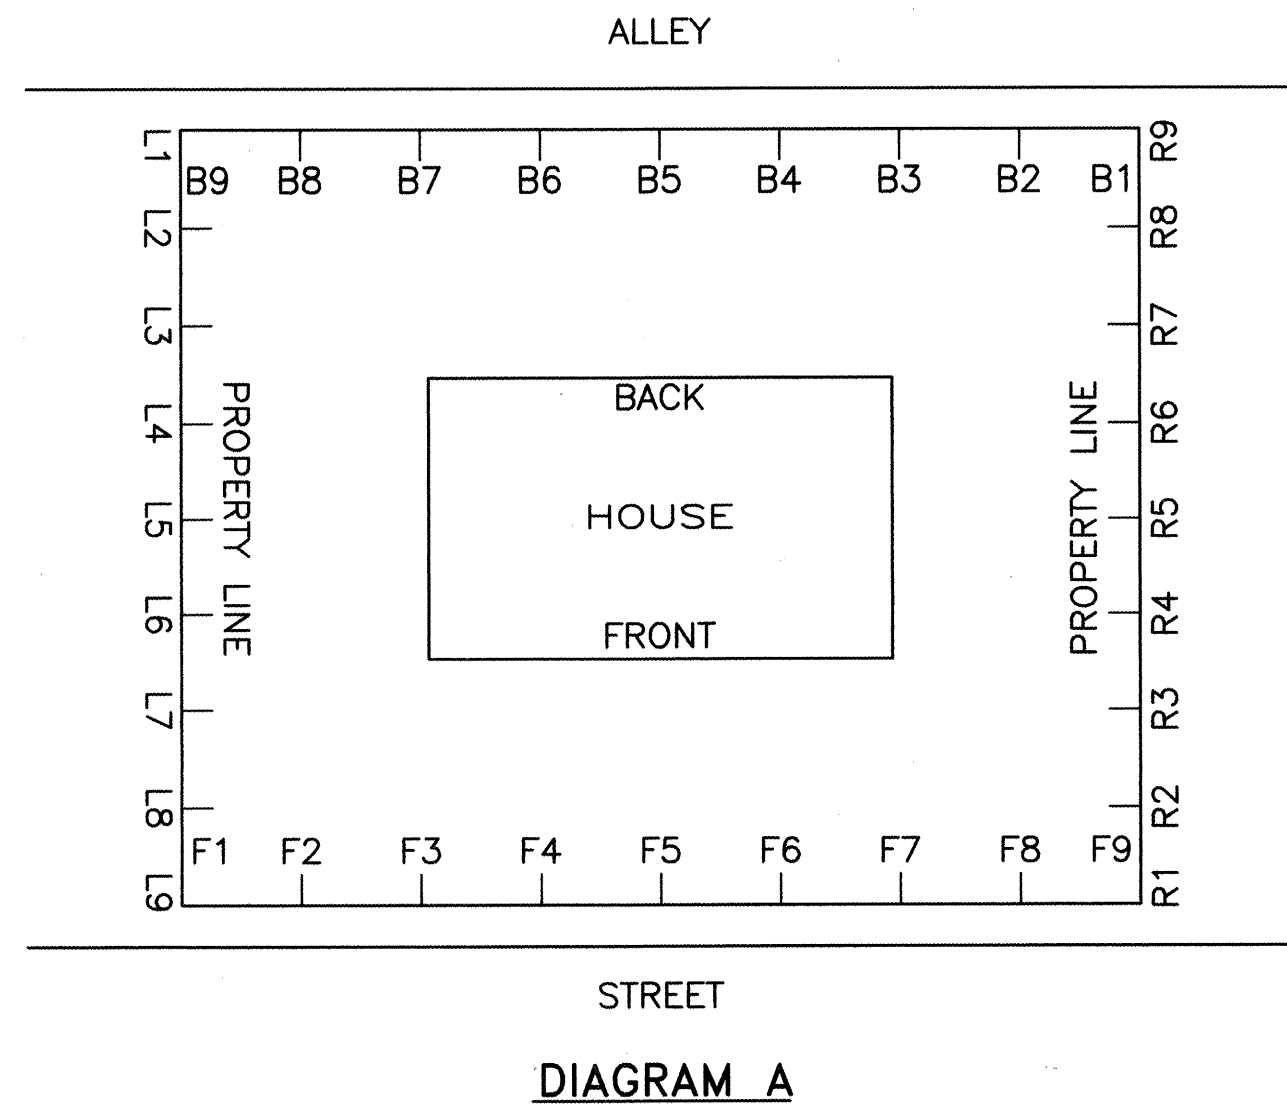 ALLEY
L1
R9
B9 B8 B7 B6 B5 B4 B3 B2 B1
L2
R8
L3
R7
BACK
L4
R6
PROPERTY LINE
PROPERTY LINE
HOUSE
L5
R5
L6
R4
FRONT
L7
R3
L8
R2
F1 F2 F3 F4 F5 F6 F7 F8 F9
L9
R1
STREET
DIAGRAM A